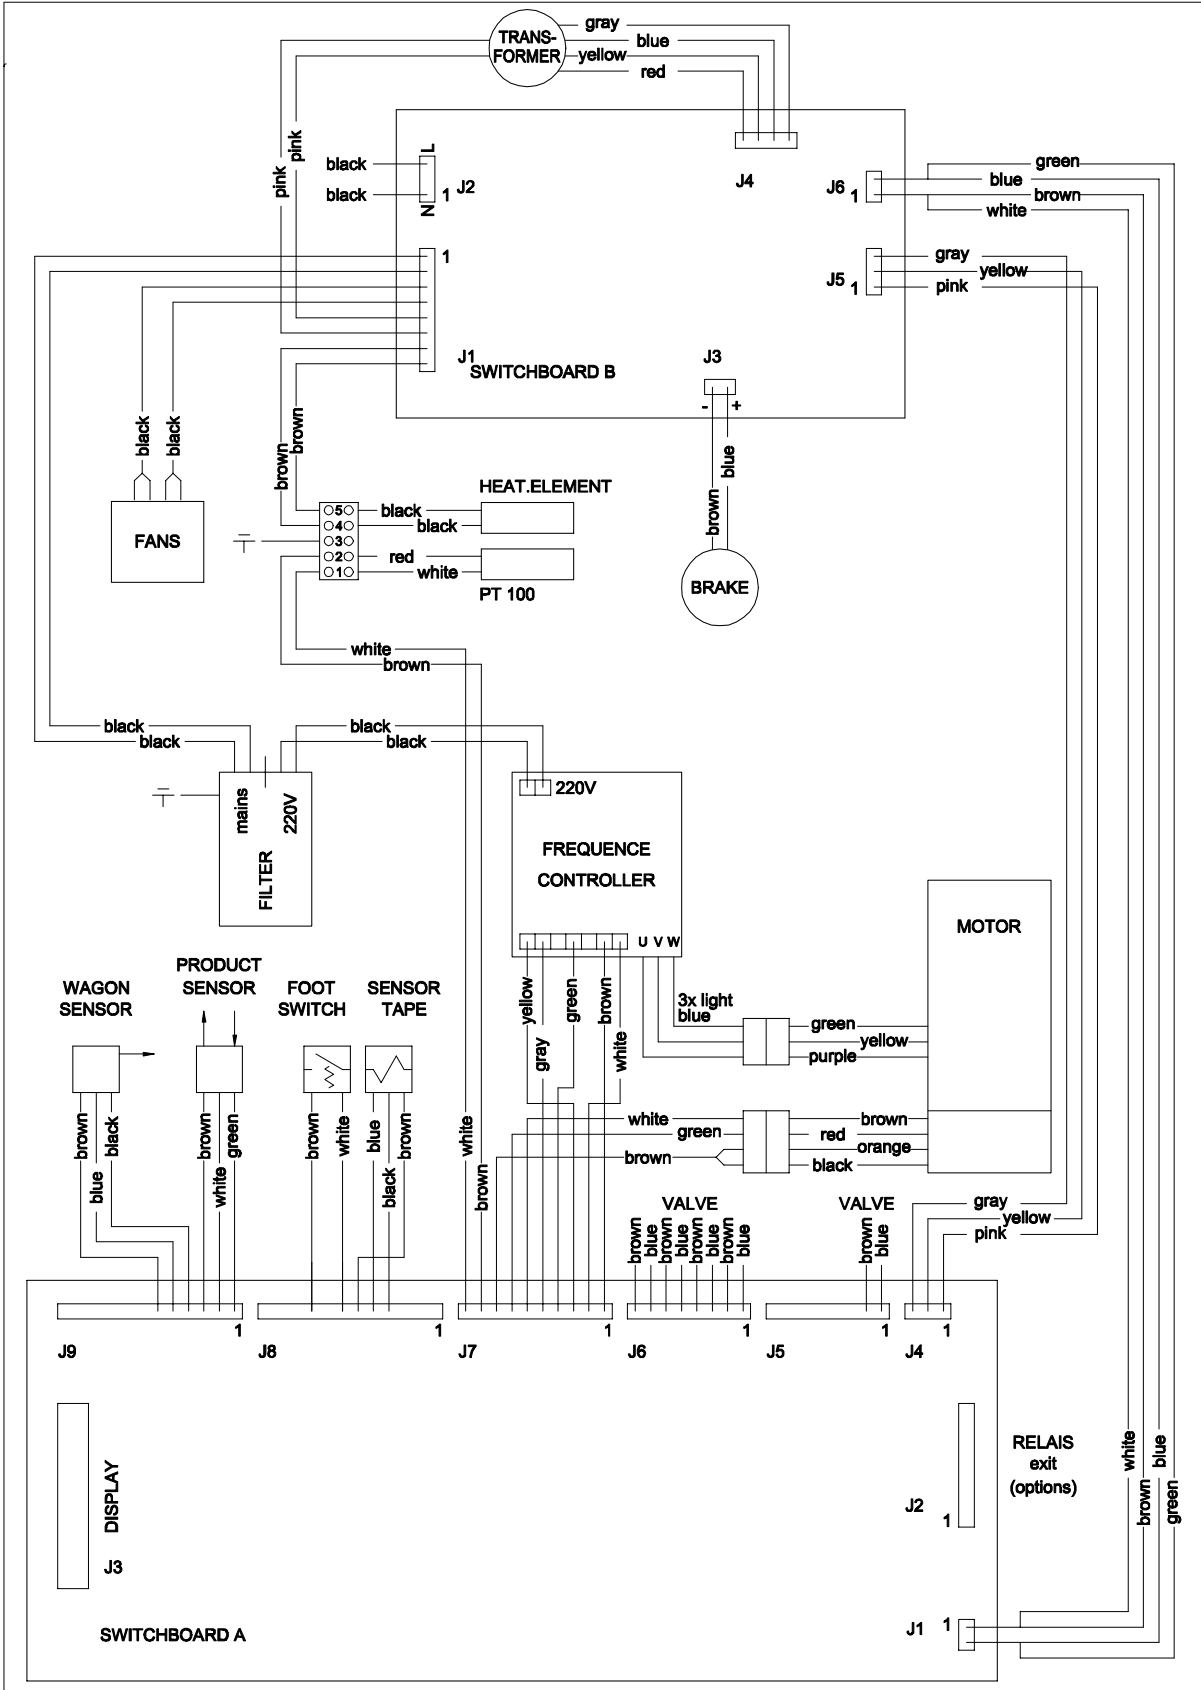 gray
TRANS-
FORMER
blue
yellow
red
pink
pink
black
L
J2
black
1
N
J4
J6
1
green
blue
brown
white
1
J5
1
gray
yellow
pink
J1
SWITCHBOARD B
J3
- +
black
black
brown
brown
brown
blue
HEAT.ELEMENT
5
black
4
black
FANS
3
2
red
1
white
PT 100
BRAKE
white
brown
black
black
black
black
mains
220V
FILTER
220V
FREQUENCE
CONTROLLER
U V W
MOTOR
WAGON
SENSOR
PRODUCT
SENSOR
FOOT
SWITCH
SENSOR
TAPE
yellow
gray
green
brown
white
3x light
blue
green
yellow
purple
brown
blue
black
brown
white
green
brown
white
blue
black
brown
white
brown
white
green
brown
brown
red
orange
black
VALVE
brown
blue
brown
blue
brown
blue
brown
blue
VALVE
brown
blue
gray
yellow
pink
1
J9
1
J8
1
J7
1
J6
1
J5
1
J4
DISPLAY
J3
SWITCHBOARD A
J2
1
RELAIS
exit
(options)
white
brown
blue
green
J1
1